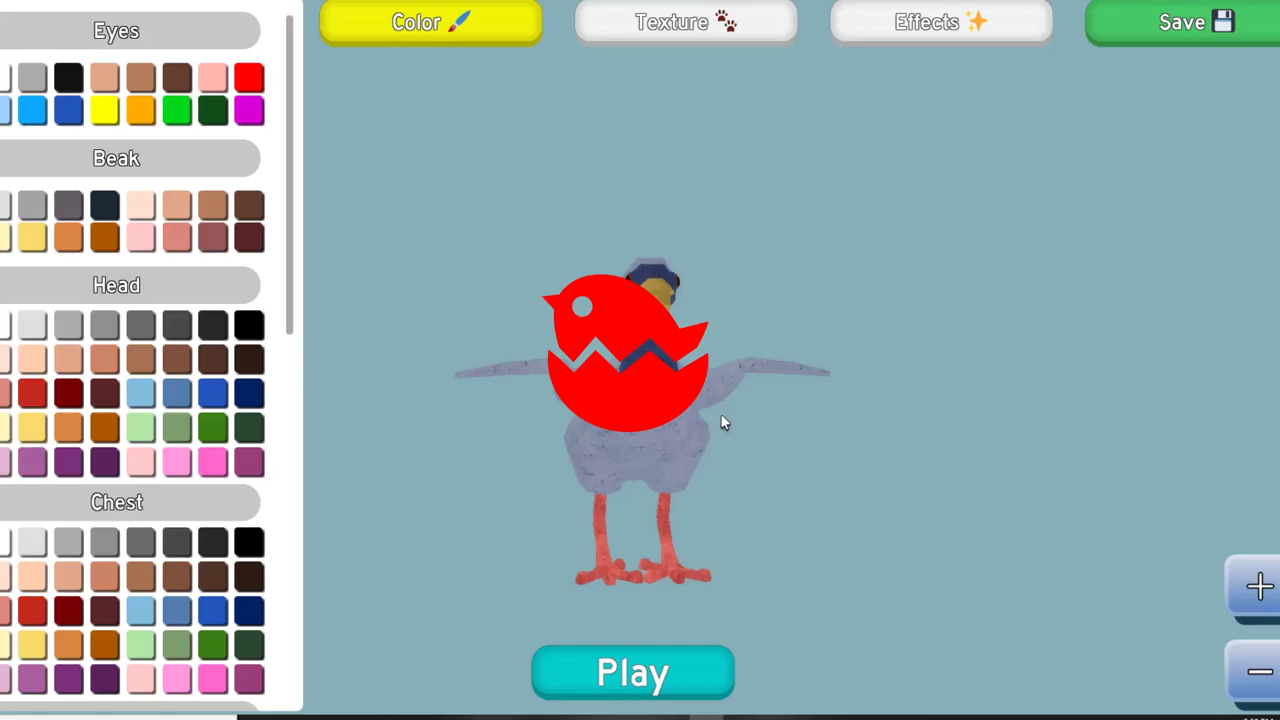 Eyes
Color
Texture
Effects
Save
Beak
Head
Chest
Play